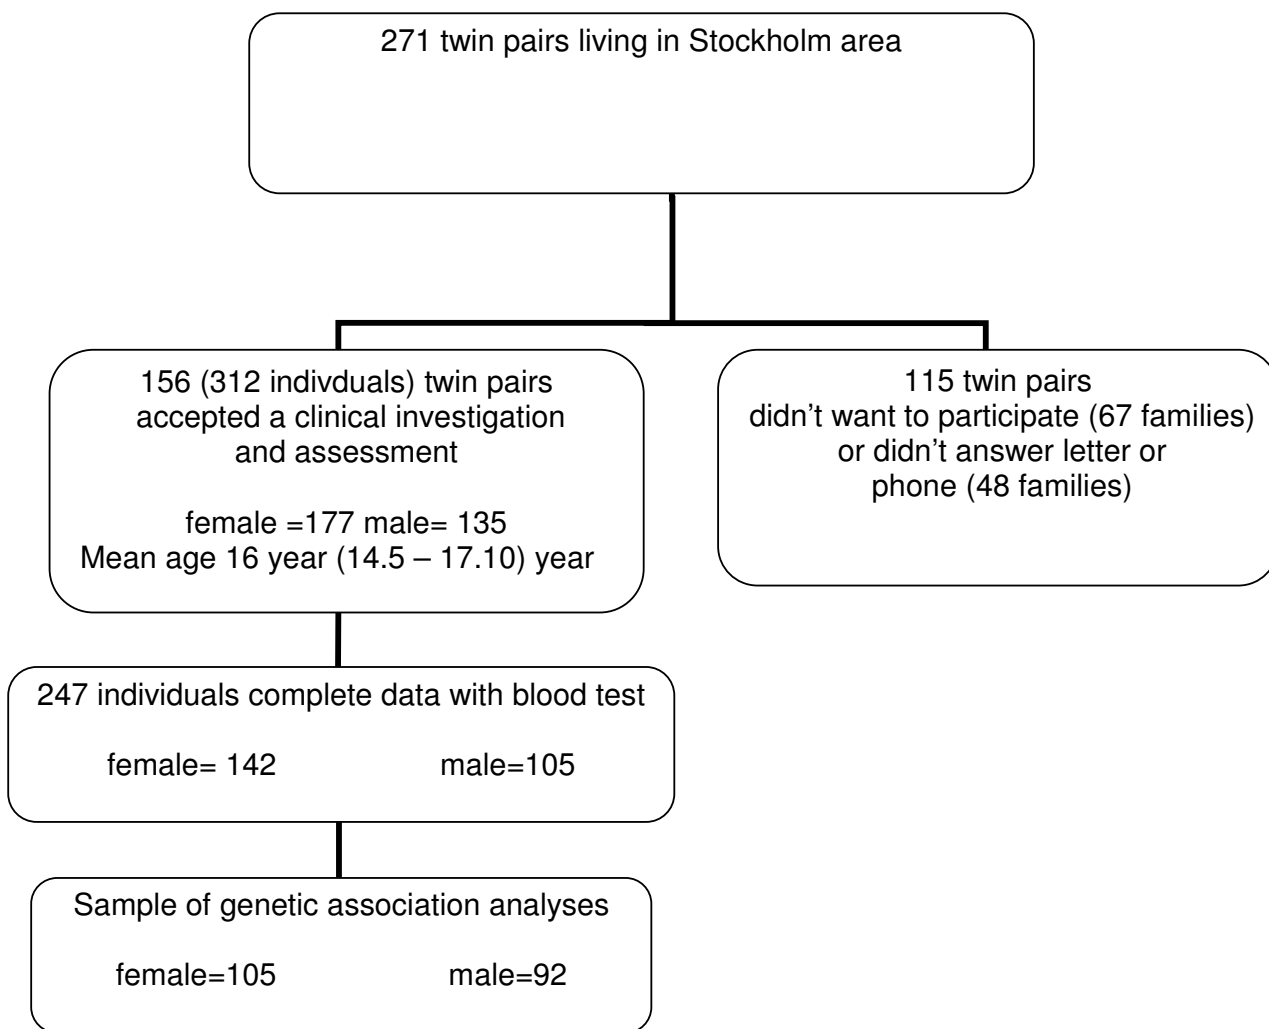 271 twin pairs living in Stockholm area
156 (312 indivduals) twin pairs
accepted a clinical investigation
and assessment
female =177 male= 135
Mean age 16 year (14.5 – 17.10) year
115 twin pairs
didn’t want to participate (67 families)
or didn’t answer letter or
phone (48 families)
247 individuals complete data with blood test
female= 142 male=105
Sample of genetic association analyses
female=105 male=92